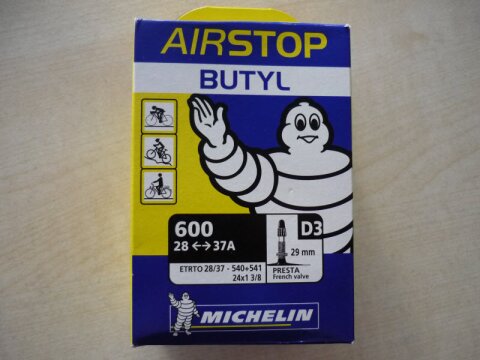 AIRSTOP
BUTYL
600
28 ↔ 37A
D3
29 mm
ETRTO 28/37 - 540+541
24x1 3/8
PRESTA
French valve
MICHELIN